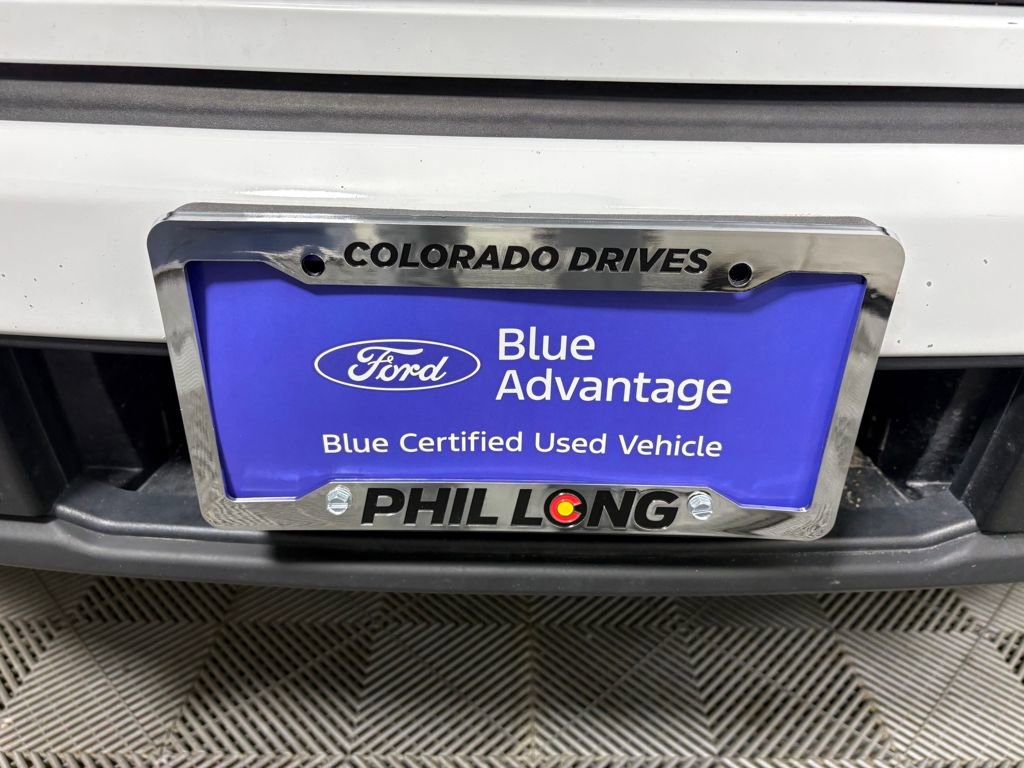 COLORADO DRIVES
Ford
Blue
Advantage
Blue Certified Used Vehicle
PHIL LONG